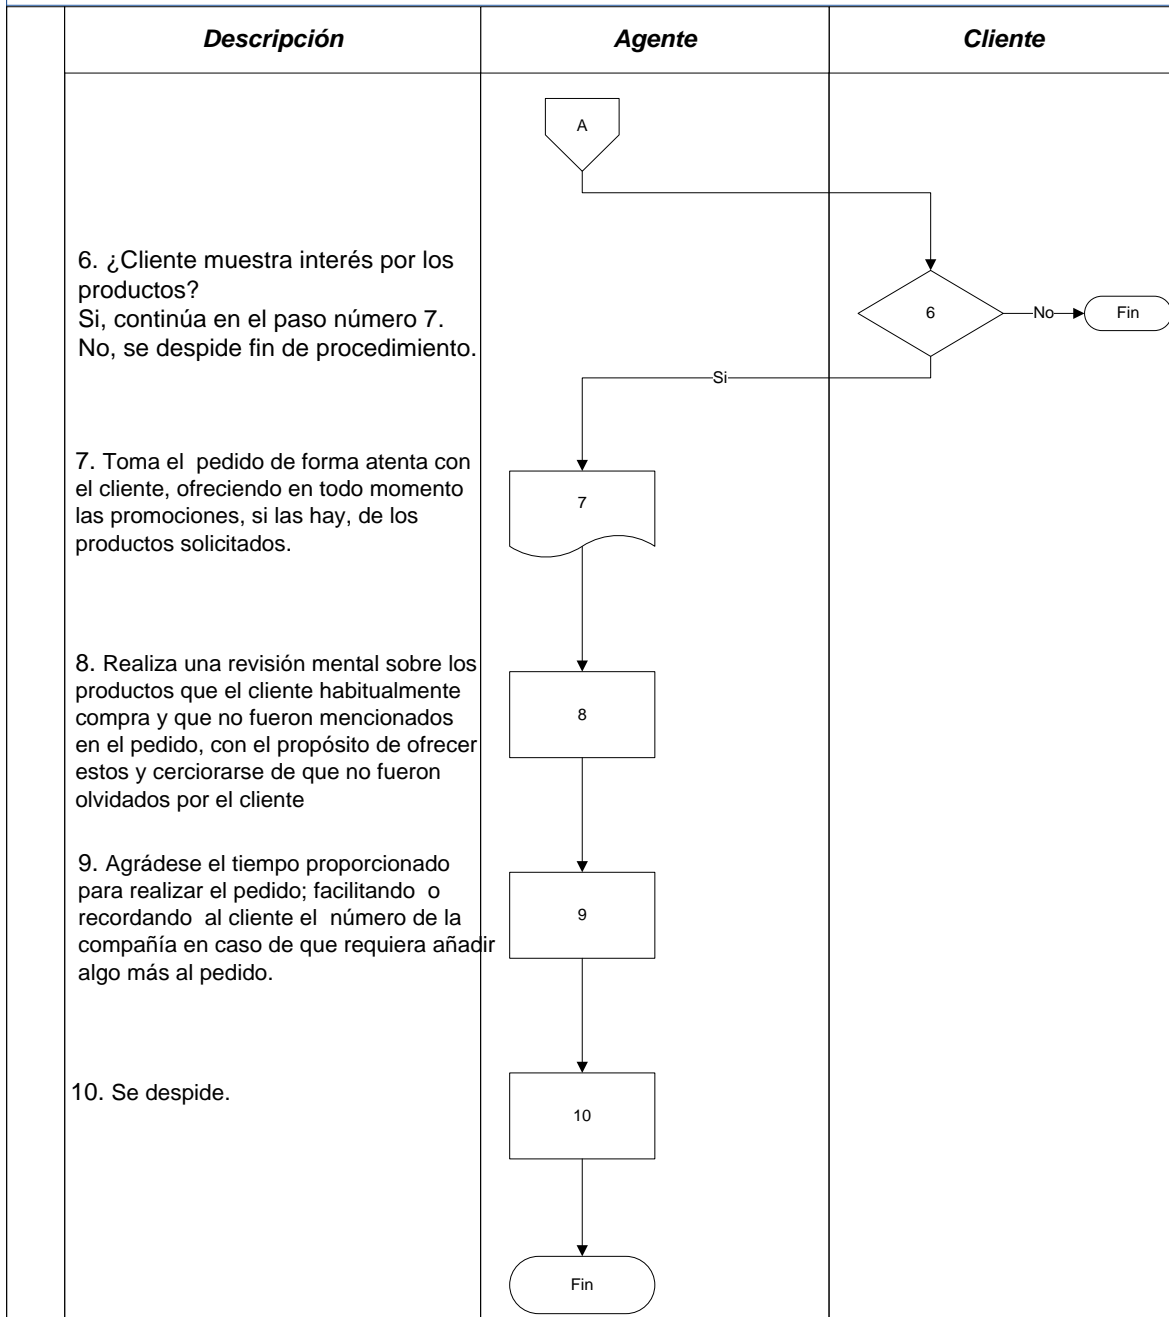 Descripción
Agente
Cliente
A
6. ¿Cliente muestra interés por los
productos?
Si, continúa en el paso número 7.
No, se despide fin de procedimiento.
6
No
Fin
Si
7. Toma el  pedido de forma atenta con
el cliente, ofreciendo en todo momento
las promociones, si las hay, de los
productos solicitados.
7
8. Realiza una revisión mental sobre los
productos que el cliente habitualmente
compra y que no fueron mencionados
en el pedido, con el propósito de ofrecer
estos y cerciorarse de que no fueron
olvidados por el cliente
8
9. Agrádese el tiempo proporcionado
para realizar el pedido; facilitando  o
recordando  al cliente el  número de la
compañía en caso de que requiera añadir
algo más al pedido.
9
10. Se despide.
10
Fin